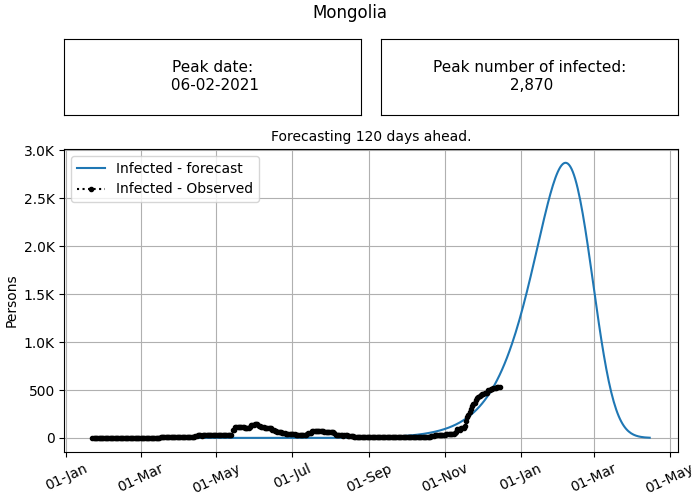 Mongolia
Peak date:
06-02-2021
Peak number of infected:
2,870
Forecasting 120 days ahead.
3.0K
2.5K
2.0K
1.5K
1.0K
500
0
Persons
Infected - forecast
Infected - Observed
01-Jan
01-Mar
01-May
01-Jul
01-Sep
01-Nov
01-Jan
01-Mar
01-May